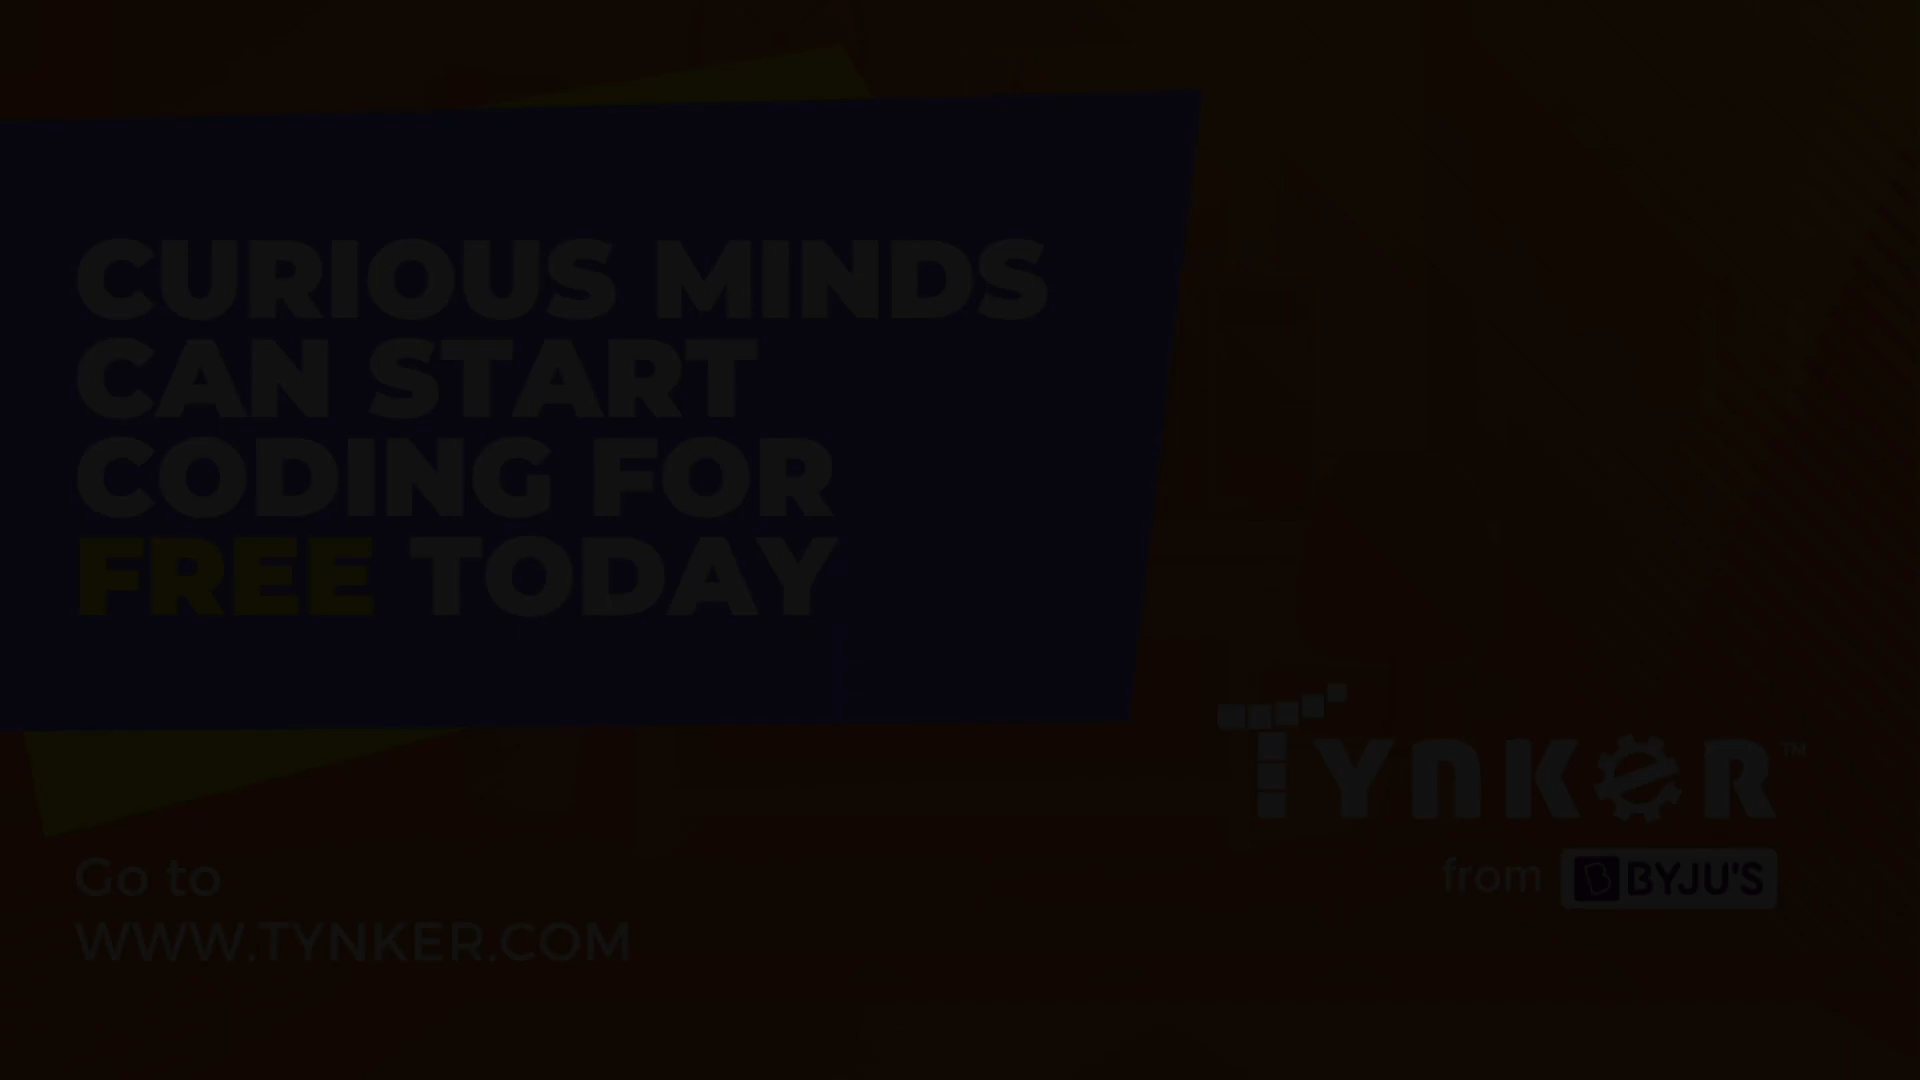 CURIOUS MINDS
CAN START
CODING FOR
FREE TODAY
TYNKER™
from BYJU'S
Go to
WWW.TYNKER.COM